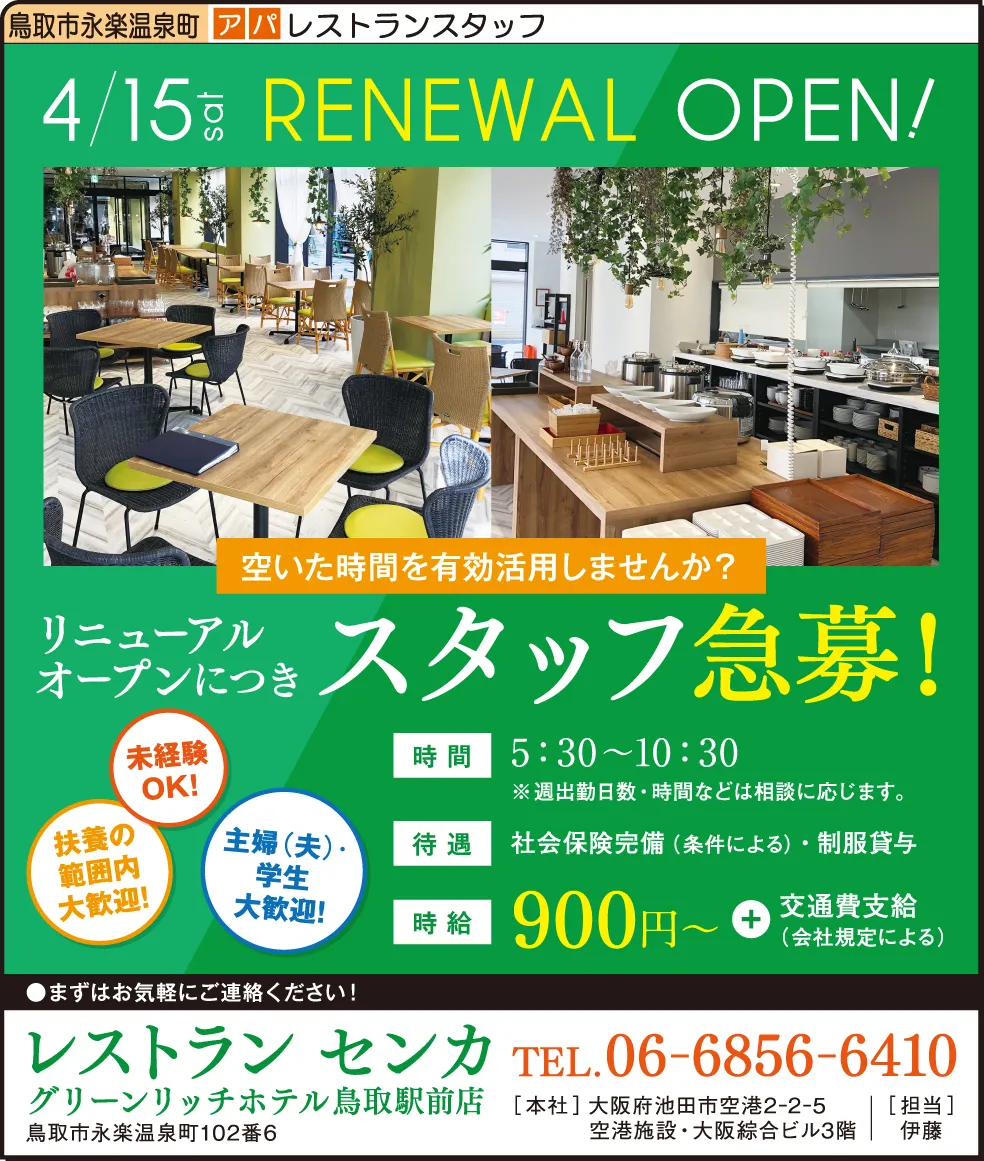 鳥取市永楽温泉町 アパ レストランスタッフ
4/15 sat RENEWAL OPEN!
空いた時間を有効活用しませんか？
リニューアル
オープンにつき
スタッフ急募！
未経験
OK!
扶養の
範囲内
大歓迎!
主婦（夫）・
学生
大歓迎!
時間 5：30〜10：30
※週出勤日数・時間などは相談に応じます。
待遇 社会保険完備（条件による）・制服貸与
時給 900円〜 + 交通費支給
（会社規定による）
●まずはお気軽にご連絡ください！
レストラン センカ
グリーンリッチホテル鳥取駅前店
鳥取市永楽温泉町102番6
TEL.06-6856-6410
［本社］大阪府池田市空港2-2-5
空港施設・大阪綜合ビル3階
［担当］
伊藤